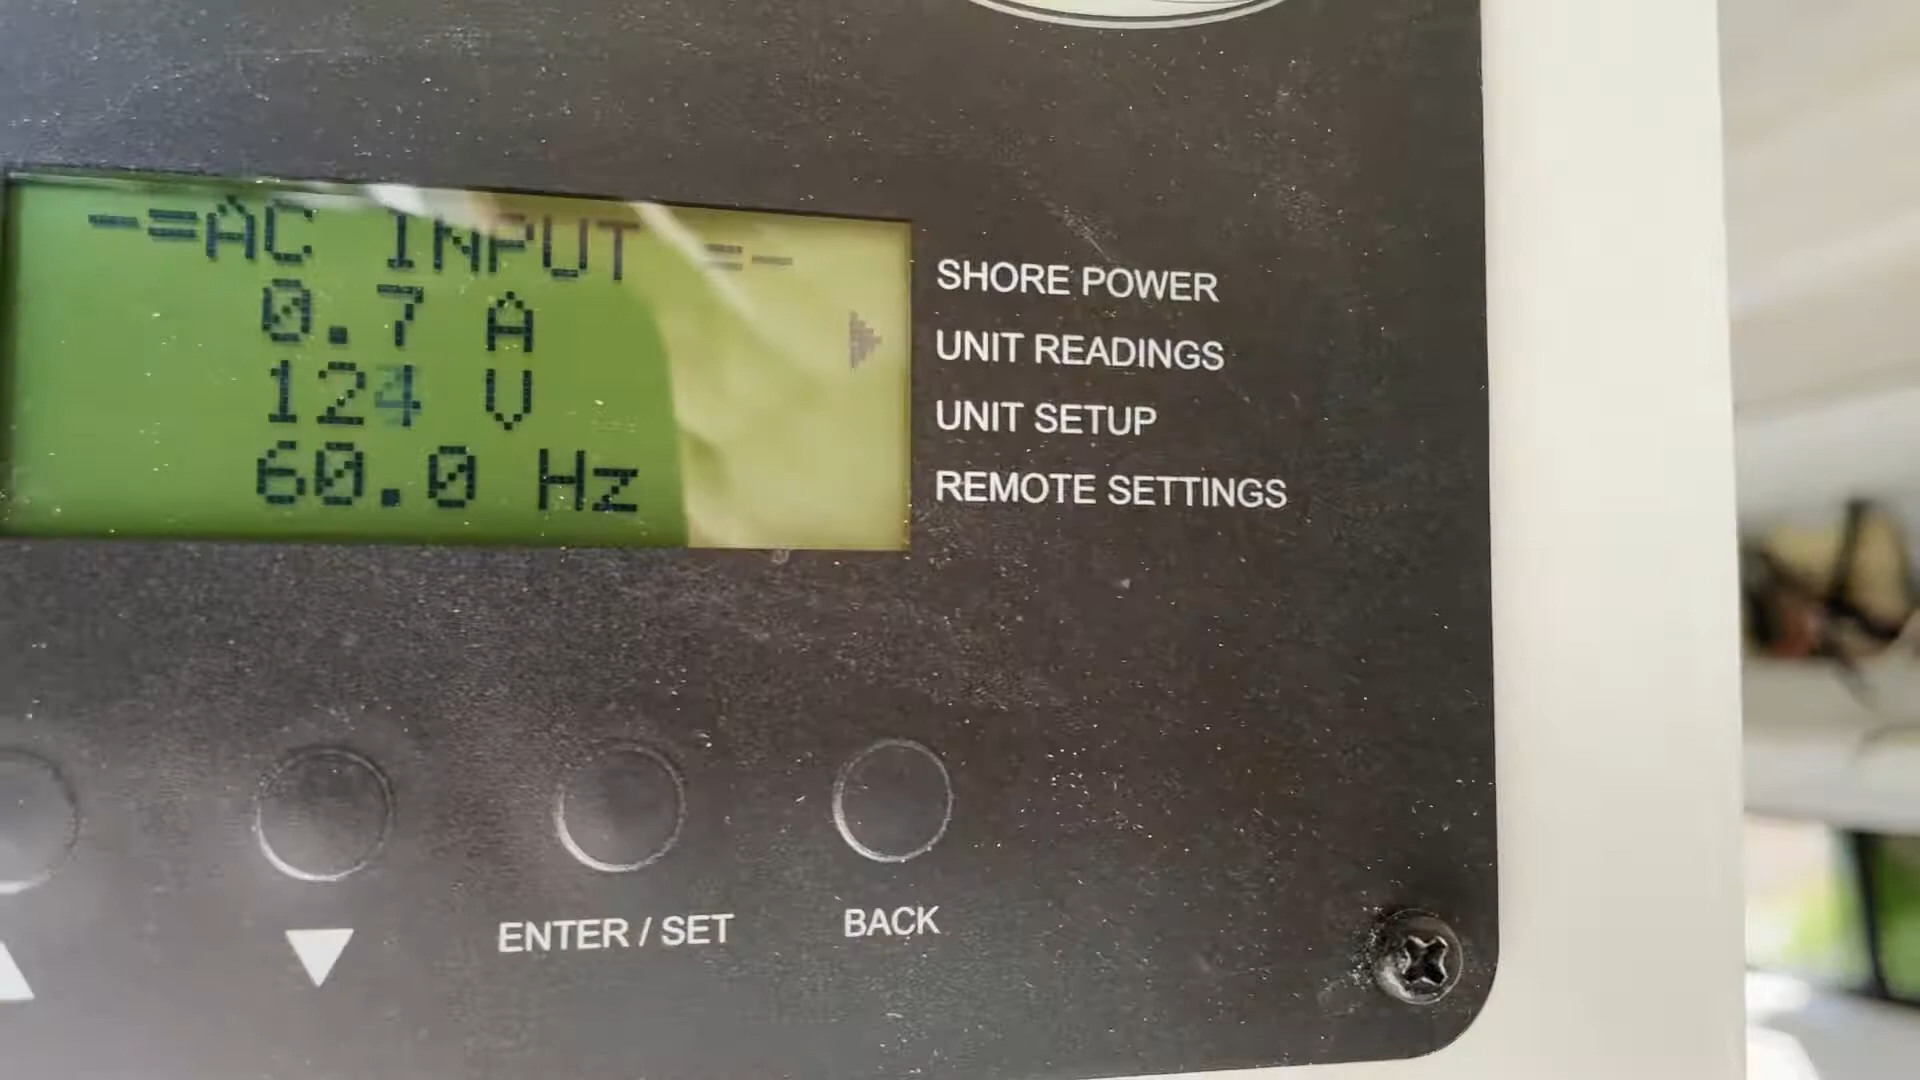 -=AC INPUT =-
0.7 A
124 V
60.0 Hz
SHORE POWER
UNIT READINGS
UNIT SETUP
REMOTE SETTINGS
ENTER / SET
BACK